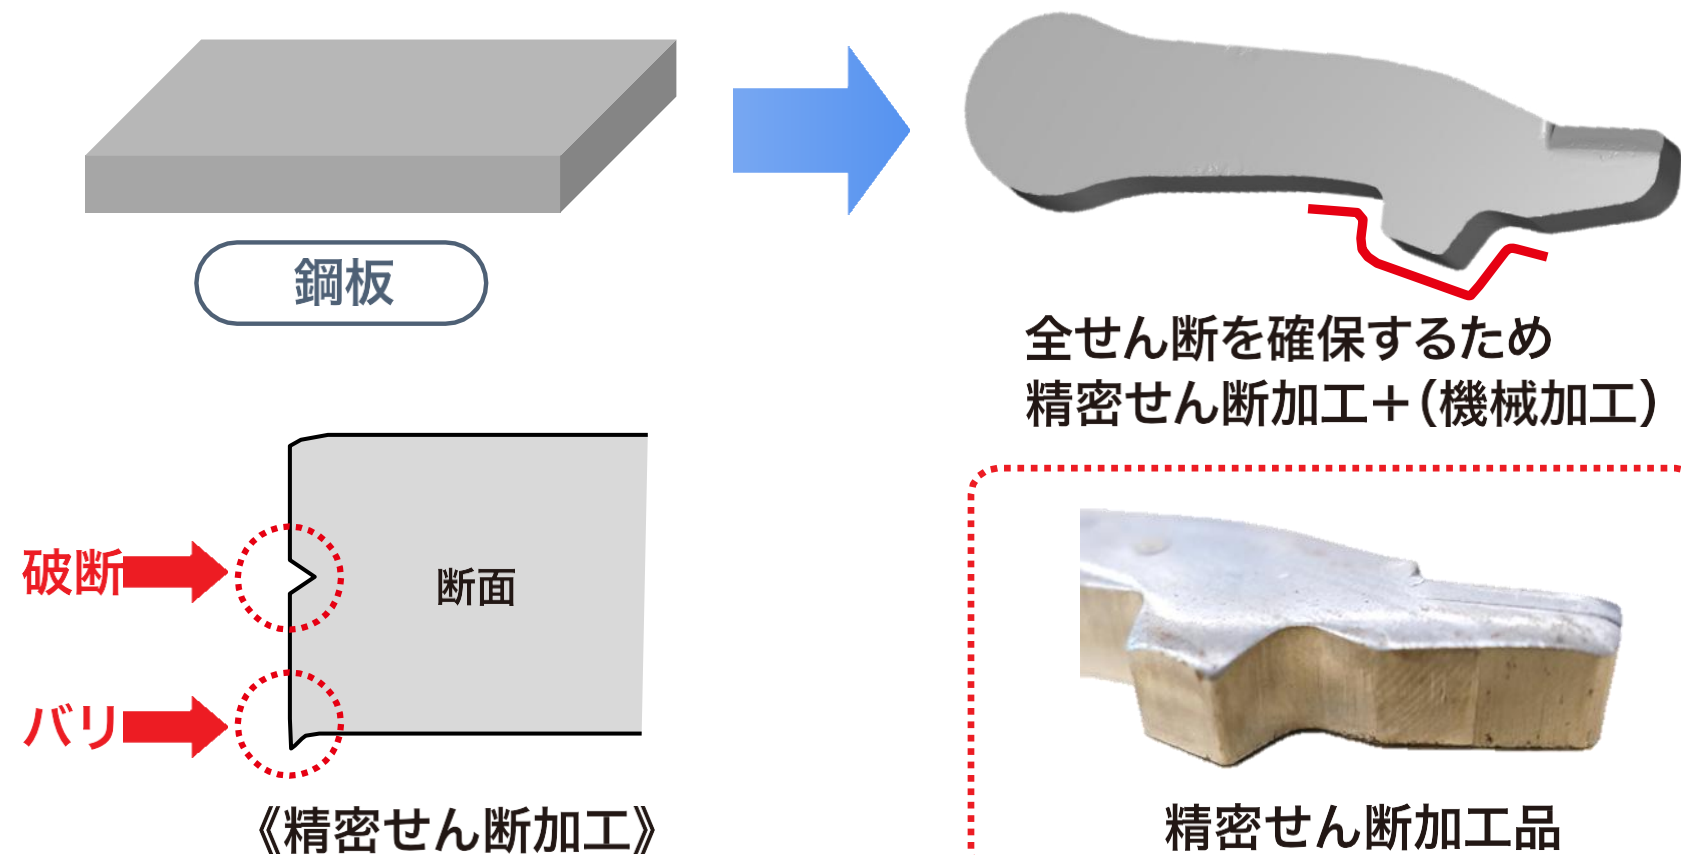 鋼板
全せん断を確保するため
精密せん断加工＋（機械加工）
破断
断面
バリ
《精密せん断加工》
精密せん断加工品